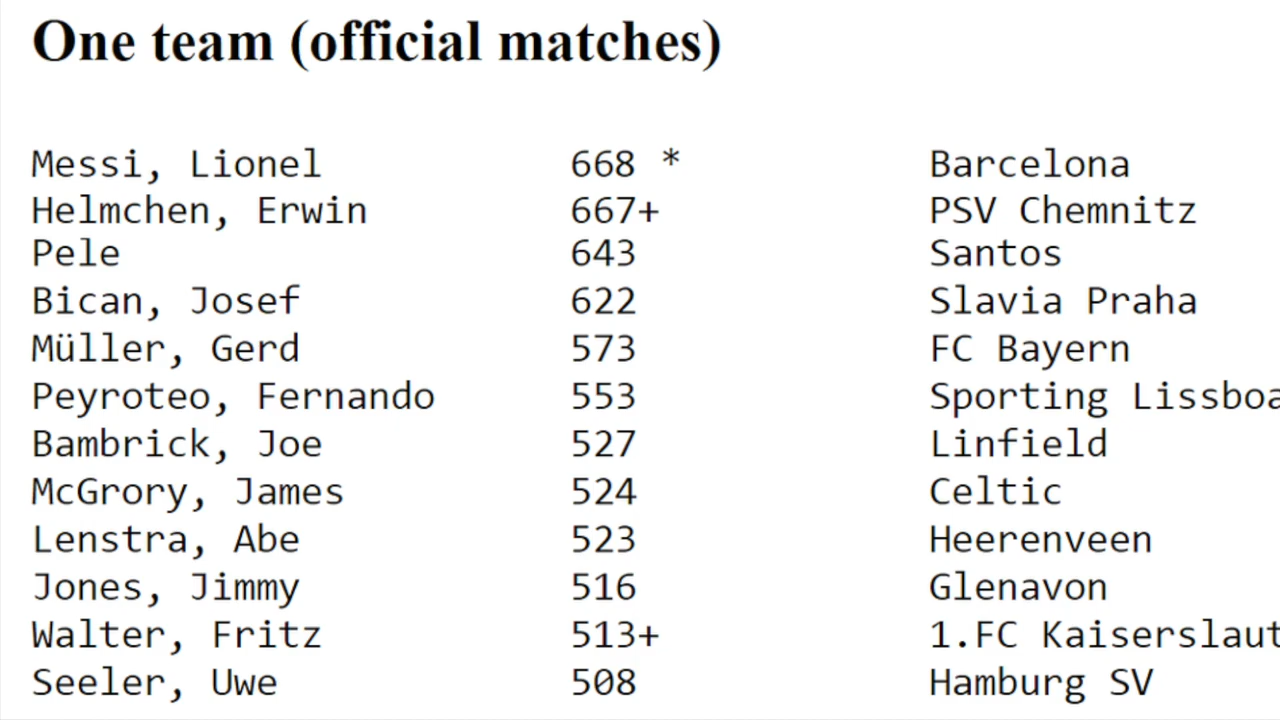 One team (official matches)
Messi, Lionel 668 * Barcelona
Helmchen, Erwin 667+ PSV Chemnitz
Pele 643 Santos
Bican, Josef 622 Slavia Praha
Müller, Gerd 573 FC Bayern
Peyroteo, Fernando 553 Sporting Lissboa
Bambrick, Joe 527 Linfield
McGrory, James 524 Celtic
Lenstra, Abe 523 Heerenveen
Jones, Jimmy 516 Glenavon
Walter, Fritz 513+ 1.FC Kaiserslaut
Seeler, Uwe 508 Hamburg SV